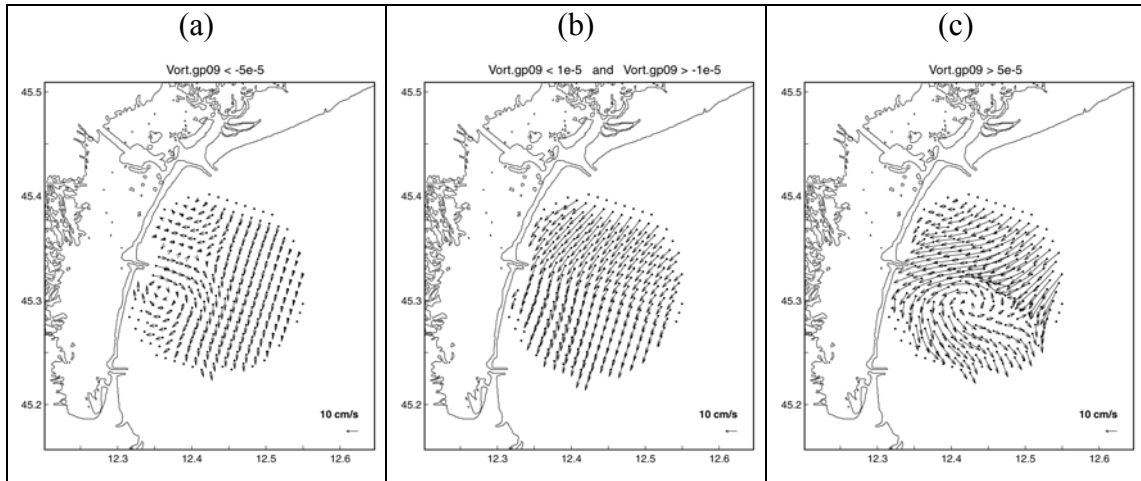 (a)
Vort.gp09 < -5e-5
45.5
45.4
45.3
45.2
10 cm/s
12.3 12.4 12.5 12.6
(b)
Vort.gp09 < 1e-5 and Vort.gp09 > -1e-5
45.5
45.4
45.3
45.2
10 cm/s
12.3 12.4 12.5 12.6
(c)
Vort.gp09 > 5e-5
45.5
45.4
45.3
45.2
10 cm/s
12.3 12.4 12.5 12.6